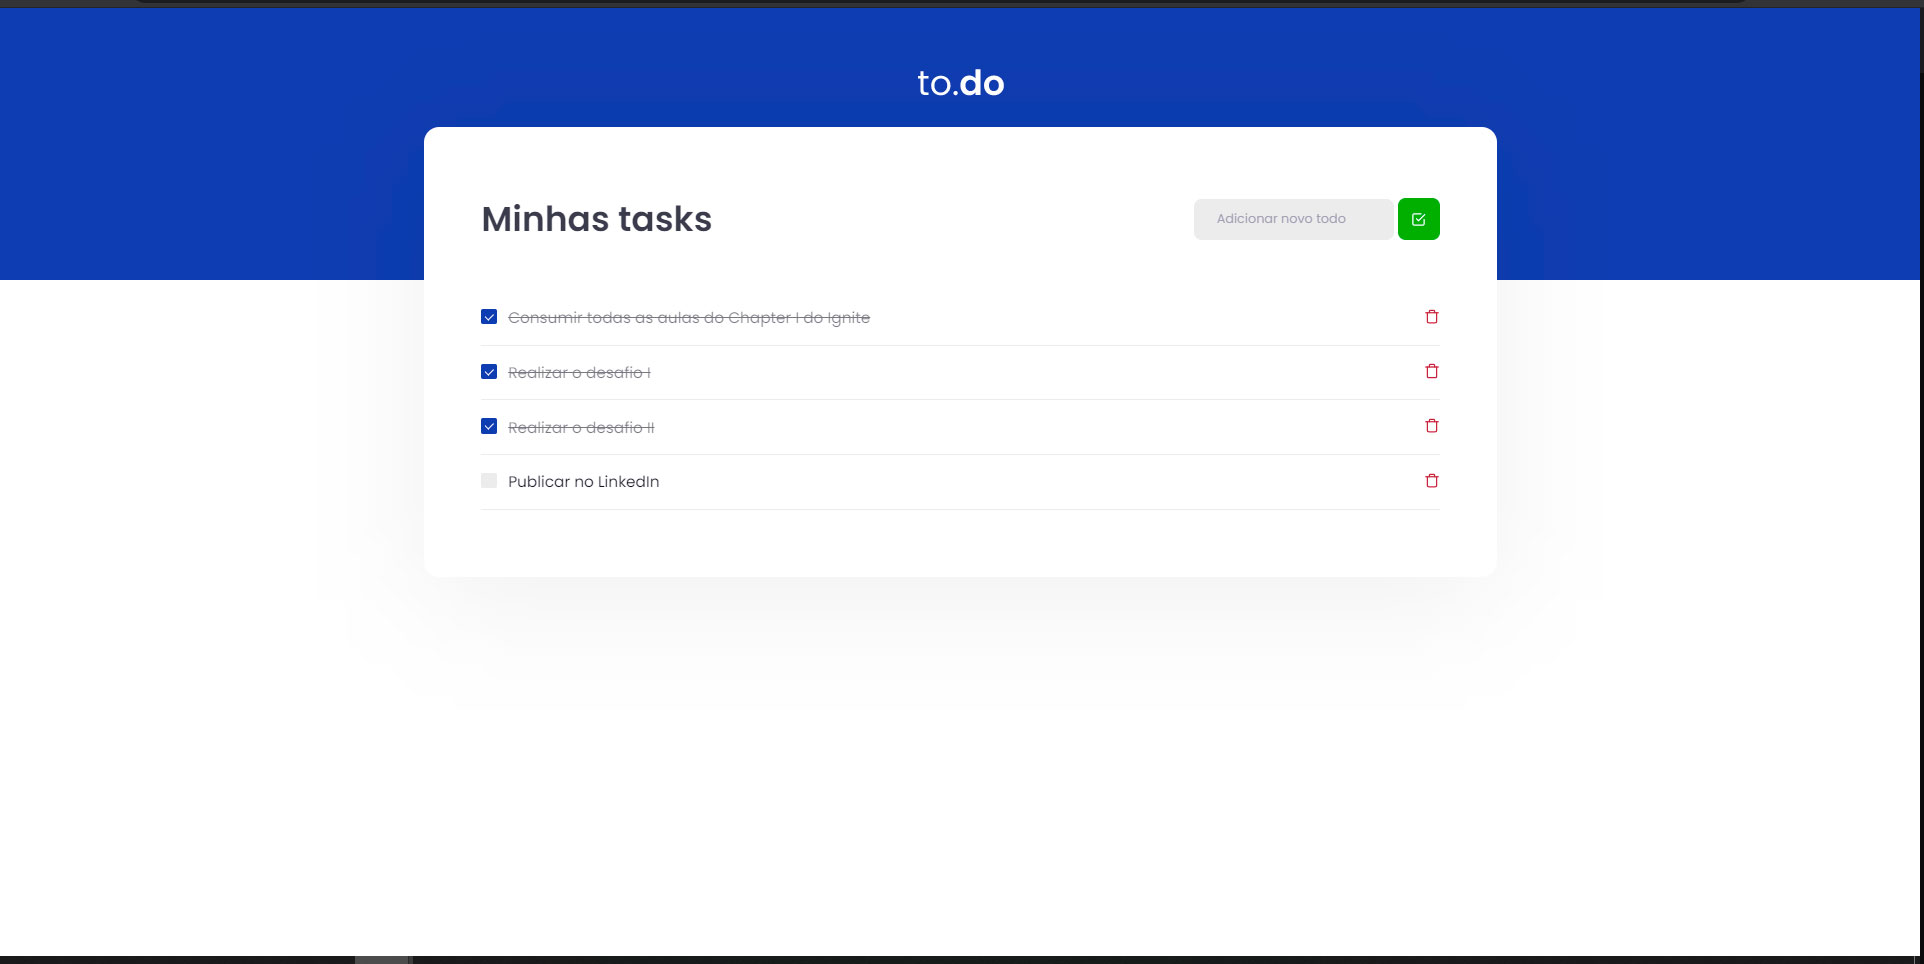 to.do
Minhas tasks
Adicionar novo todo
Consumir todas as aulas do Chapter I do Ignite
Realizar o desafio I
Realizar o desafio II
Publicar no LinkedIn